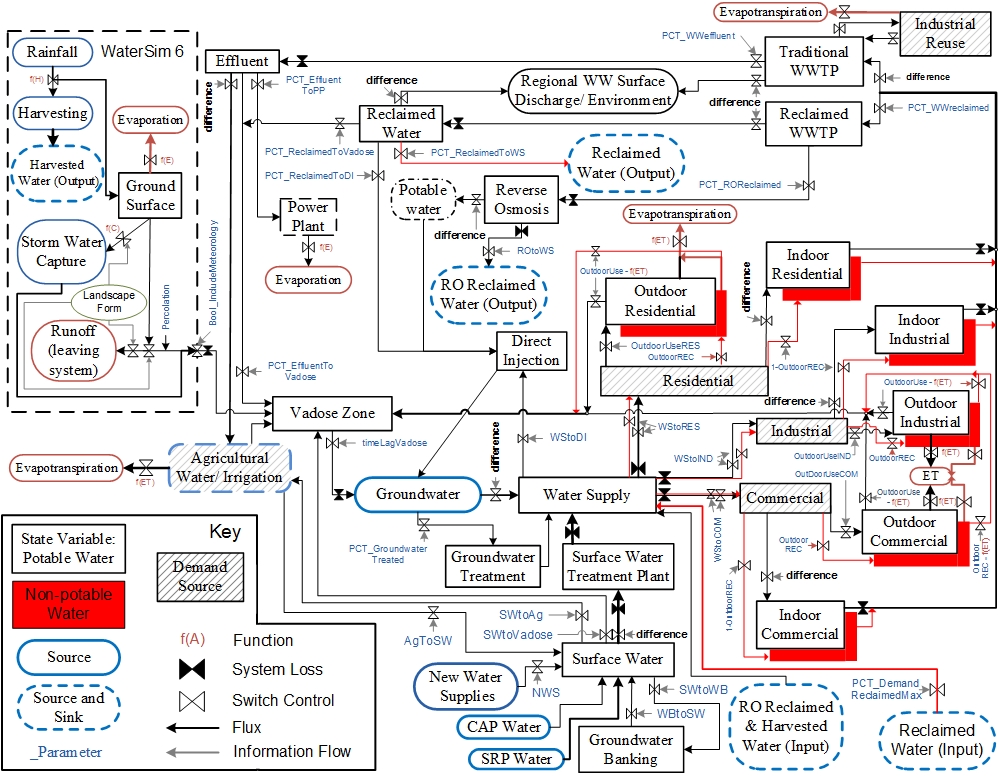 WaterSim 6
Rainfall
f(H)
Harvesting
Harvested
Water (Output)
Evaporation
f(E)
Ground
Surface
f(C)
Storm Water
Capture
Landscape
Form
Runoff
(leaving
system)
Percolation
Bool_IncludeMeteorology
Effluent
difference
PCT_Effluent
ToPP
difference
Reclaimed
Water
PCT_ReclaimedToVadose
PCT_ReclaimedToDI
PCT_ReclaimedToWS
Regional WW Surface
Discharge/ Environment
Reclaimed
Water (Output)
Evapotranspiration
Industrial
Reuse
PCT_WWeffluent
Traditional
WWTP
difference
difference
PCT_WWreclaimed
Reclaimed
WWTP
PCT_ROReclaimed
Potable
water
Reverse
Osmosis
difference
ROtoWS
RO Reclaimed
Water (Output)
Power
Plant
f(E)
Evaporation
Evapotranspiration
f(ET)
OutdoorUse - f(ET)
Outdoor
Residential
OutdoorUseRES
OutdoorREC
difference
Indoor
Residential
Residential
1-OutdoorREC
Indoor
Industrial
Direct
Injection
PCT_EffluentTo
Vadose
Vadose Zone
timeLagVadose
difference
WStoDI
WStoRES
difference
Industrial
WStoIND
OutdoorUse - f(ET)
Outdoor
Industrial
OutdoorUseIND
OutdoorREC
f(ET)
ET
Evapotranspiration
f(ET)
Agricultural
Water/ Irrigation
Groundwater
Water Supply
Commercial
OutDoorUseCOM
OutdoorUse
- f(ET)
f(ET)
Outdoor
Commercial
Outdoor
REC - f(ET)
WStoCOM
Outdoor
REC
1-OutdoorREC
difference
Indoor
Commercial
PCT_Groundwater
Treated
Groundwater
Treatment
Surface Water
Treatment Plant
Key
State Variable:
Potable Water
Demand
Source
Non-potable
Water
Source
Source and
Sink
_Parameter
f(A)
Function
System Loss
Switch Control
Flux
Information Flow
AgToSW
SWtoAg
SWtoVadose
difference
Surface Water
New Water
Supplies
NWS
CAP Water
SRP Water
SWtoWB
WBtoSW
Groundwater
Banking
RO Reclaimed
& Harvested
Water (Input)
PCT_Demand
ReclaimedMax
Reclaimed
Water (Input)